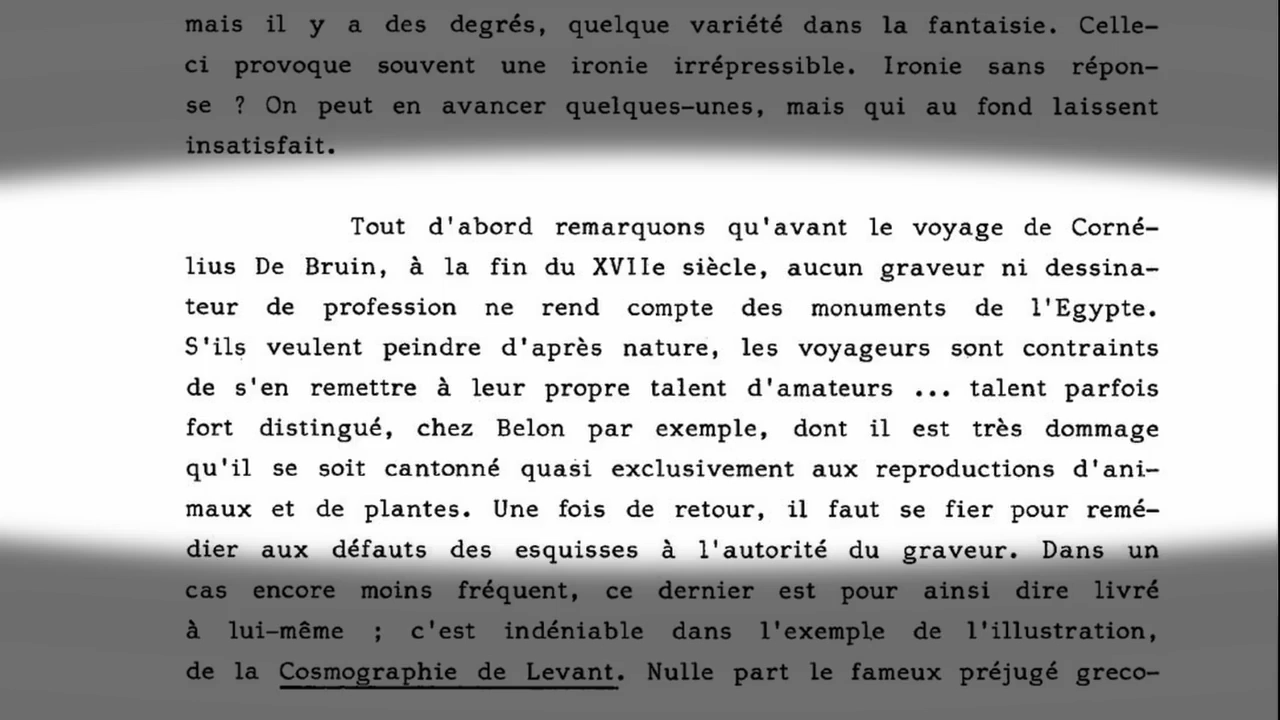 mais il y a des degrés, quelque variété dans la fantaisie. Celle-
ci provoque souvent une ironie irrépressible. Ironie sans répon-
se ? On peut en avancer quelques-unes, mais qui au fond laissent
insatisfait.
Tout d'abord remarquons qu'avant le voyage de Corné-
lius De Bruin, à la fin du XVIIe siècle, aucun graveur ni dessina-
teur de profession ne rend compte des monuments de l'Egypte.
S'ils veulent peindre d'après nature, les voyageurs sont contraints
de s'en remettre à leur propre talent d'amateurs ... talent parfois
fort distingué, chez Belon par exemple, dont il est très dommage
qu'il se soit cantonné quasi exclusivement aux reproductions d'ani-
maux et de plantes. Une fois de retour, il faut se fier pour remé-
dier aux défauts des esquisses à l'autorité du graveur. Dans un
cas encore moins fréquent, ce dernier est pour ainsi dire livré
à lui-même ; c'est indéniable dans l'exemple de l'illustration,
de la Cosmographie de Levant. Nulle part le fameux préjugé greco-